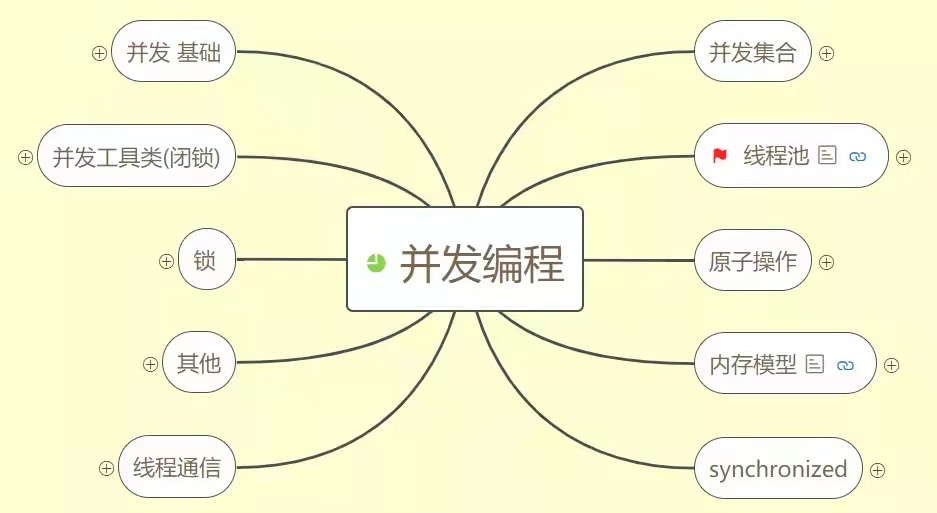 并发 基础
并发工具类(闭锁)
锁
其他
线程通信
并发编程
并发集合
线程池
原子操作
内存模型
synchronized